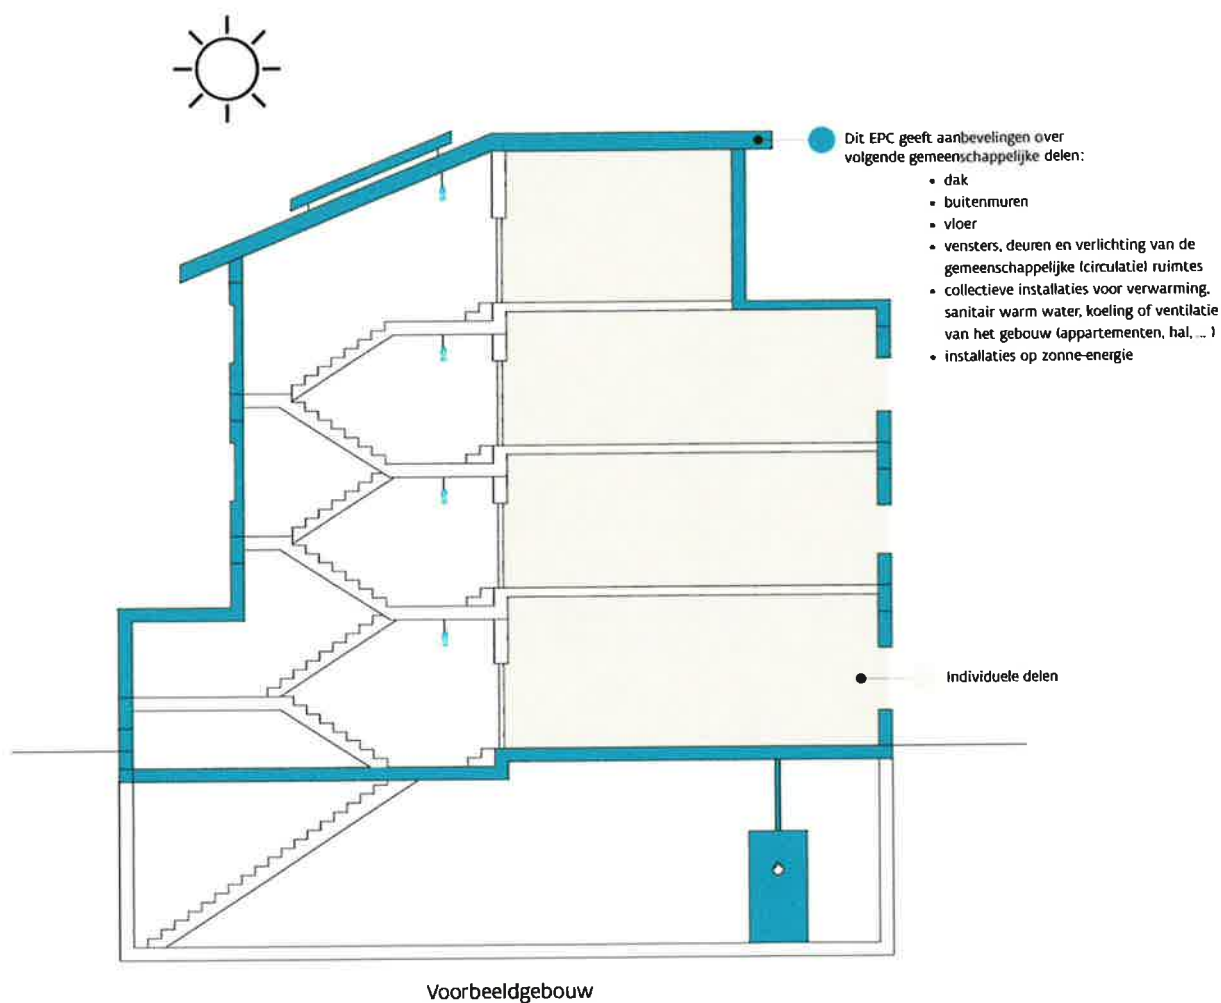 Dit EPC geeft aanbevelingen over
volgende gemeenschappelijke delen:
• dak
• buitenmuren
• vloer
• vensters, deuren en verlichting van de
gemeenschappelijke (circulatie) ruimtes
• collectieve installaties voor verwarming,
sanitair warm water, koeling of ventilatie
van het gebouw (appartementen, hal, ... )
• installaties op zonne-energie
Individuele delen
Voorbeeldgebouw